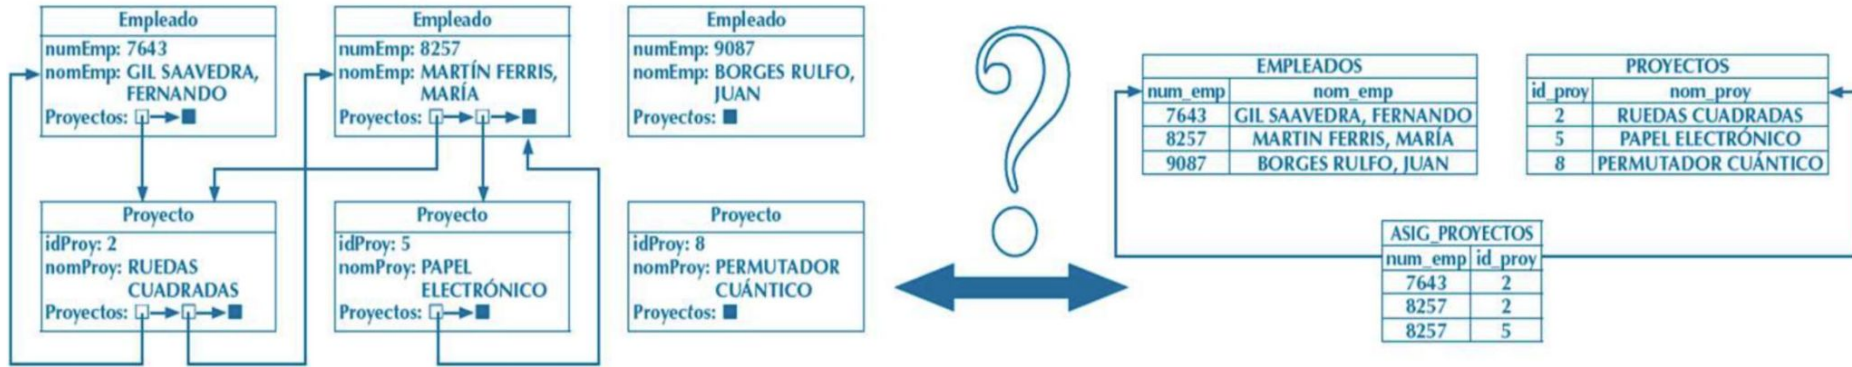 Empleado
numEmp: 7643
nomEmp: GIL SAAVEDRA,
FERNANDO
Proyectos:
Empleado
numEmp: 8257
nomEmp: MARTÍN FERRIS,
MARÍA
Proyectos:
Empleado
numEmp: 9087
nomEmp: BORGES RULFO,
JUAN
Proyectos:
Proyecto
idProy: 2
nomProy: RUEDAS
CUADRADAS
Proyectos:
Proyecto
idProy: 5
nomProy: PAPEL
ELECTRÓNICO
Proyectos:
Proyecto
idProy: 8
nomProy: PERMUTADOR
CUÁNTICO
Proyectos:
?
EMPLEADOS
num_emp nom_emp
7643 GIL SAAVEDRA, FERNANDO
8257 MARTIN FERRIS, MARÍA
9087 BORGES RULFO, JUAN
PROYECTOS
id_proy nom_proy
2 RUEDAS CUADRADAS
5 PAPEL ELECTRÓNICO
8 PERMUTADOR CUÁNTICO
ASIG_PROYECTOS
num_emp id_proy
7643 2
8257 2
8257 5